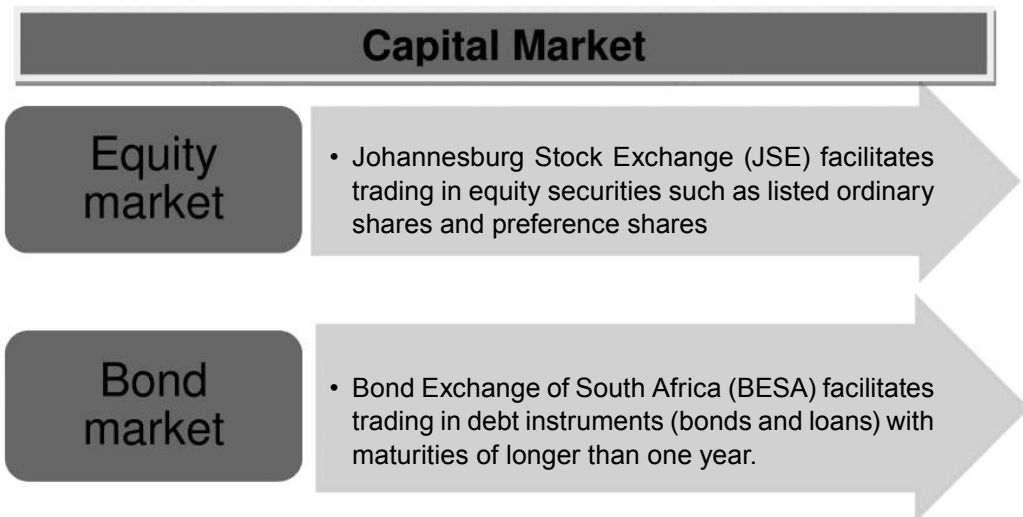 Capital Market
Equity
market
• Johannesburg Stock Exchange (JSE) facilitates
trading in equity securities such as listed ordinary
shares and preference shares
Bond
market
• Bond Exchange of South Africa (BESA) facilitates
trading in debt instruments (bonds and loans) with
maturities of longer than one year.